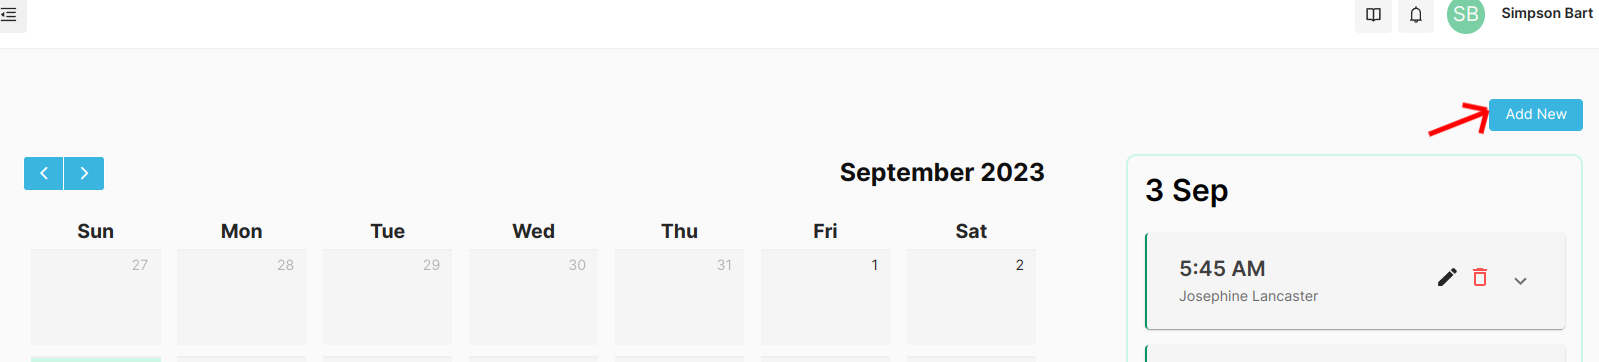 SB Simpson Bart
Add New
September 2023
3 Sep
Sun Mon Tue Wed Thu Fri Sat
27 28 29 30 31 1 2
5:45 AM
Josephine Lancaster